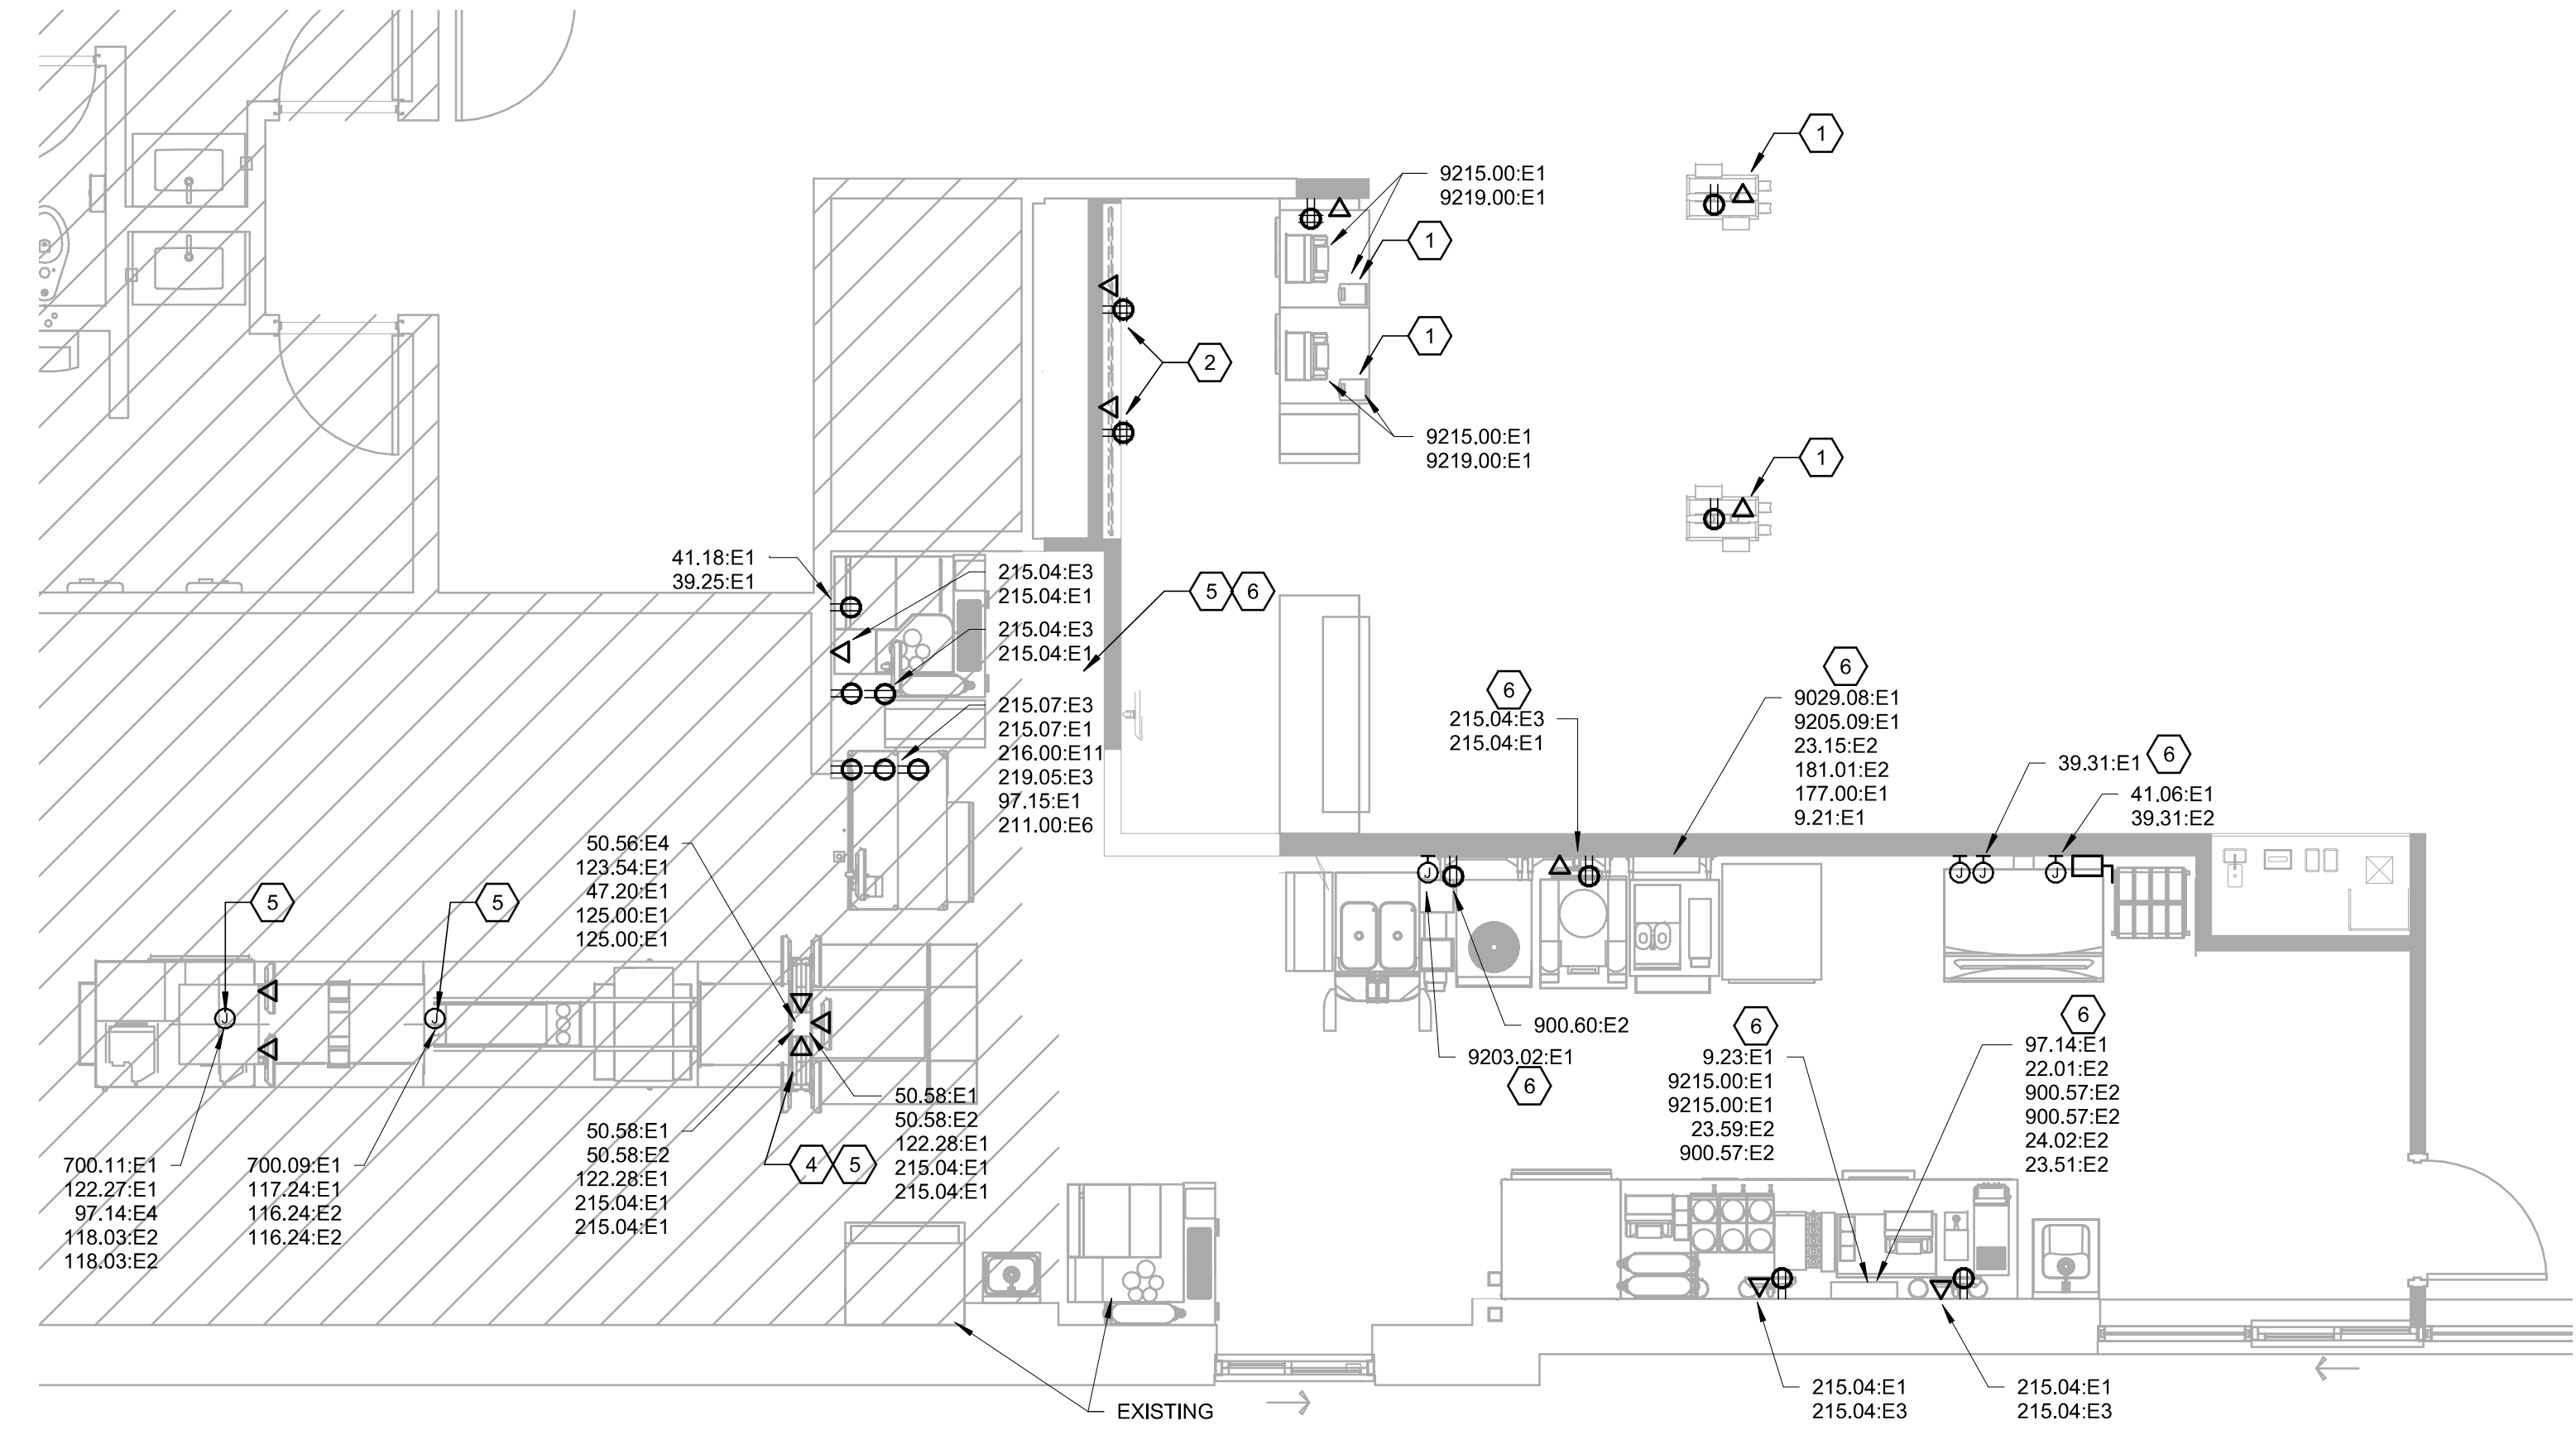 1
9215.00:E1
9219.00:E1
1
1
2
9215.00:E1
9219.00:E1
1
41.18:E1
39.25:E1
215.04:E3
215.04:E1
5
6
215.04:E3
215.04:E1
215.07:E3
215.07:E1
216.00:E11
219.05:E3
97.15:E1
211.00:E6
6
215.04:E3
215.04:E1
6
9029.08:E1
9205.09:E1
23.15:E2
181.01:E2
177.00:E1
9.21:E1
39.31:E1
6
41.06:E1
39.31:E2
50.56:E4
123.54:E1
47.20:E1
125.00:E1
125.00:E1
J
J
J
J
5
5
J
J
900.60:E2
9203.02:E1
6
6
9.23:E1
9215.00:E1
9215.00:E1
23.59:E2
900.57:E2
6
97.14:E1
22.01:E2
900.57:E2
900.57:E2
24.02:E2
23.51:E2
700.11:E1
122.27:E1
97.14:E4
118.03:E2
118.03:E2
700.09:E1
117.24:E1
116.24:E2
116.24:E2
50.58:E1
50.58:E2
122.28:E1
215.04:E1
215.04:E1
4
5
50.58:E1
50.58:E2
122.28:E1
215.04:E1
215.04:E1
EXISTING
215.04:E1
215.04:E3
215.04:E1
215.04:E3